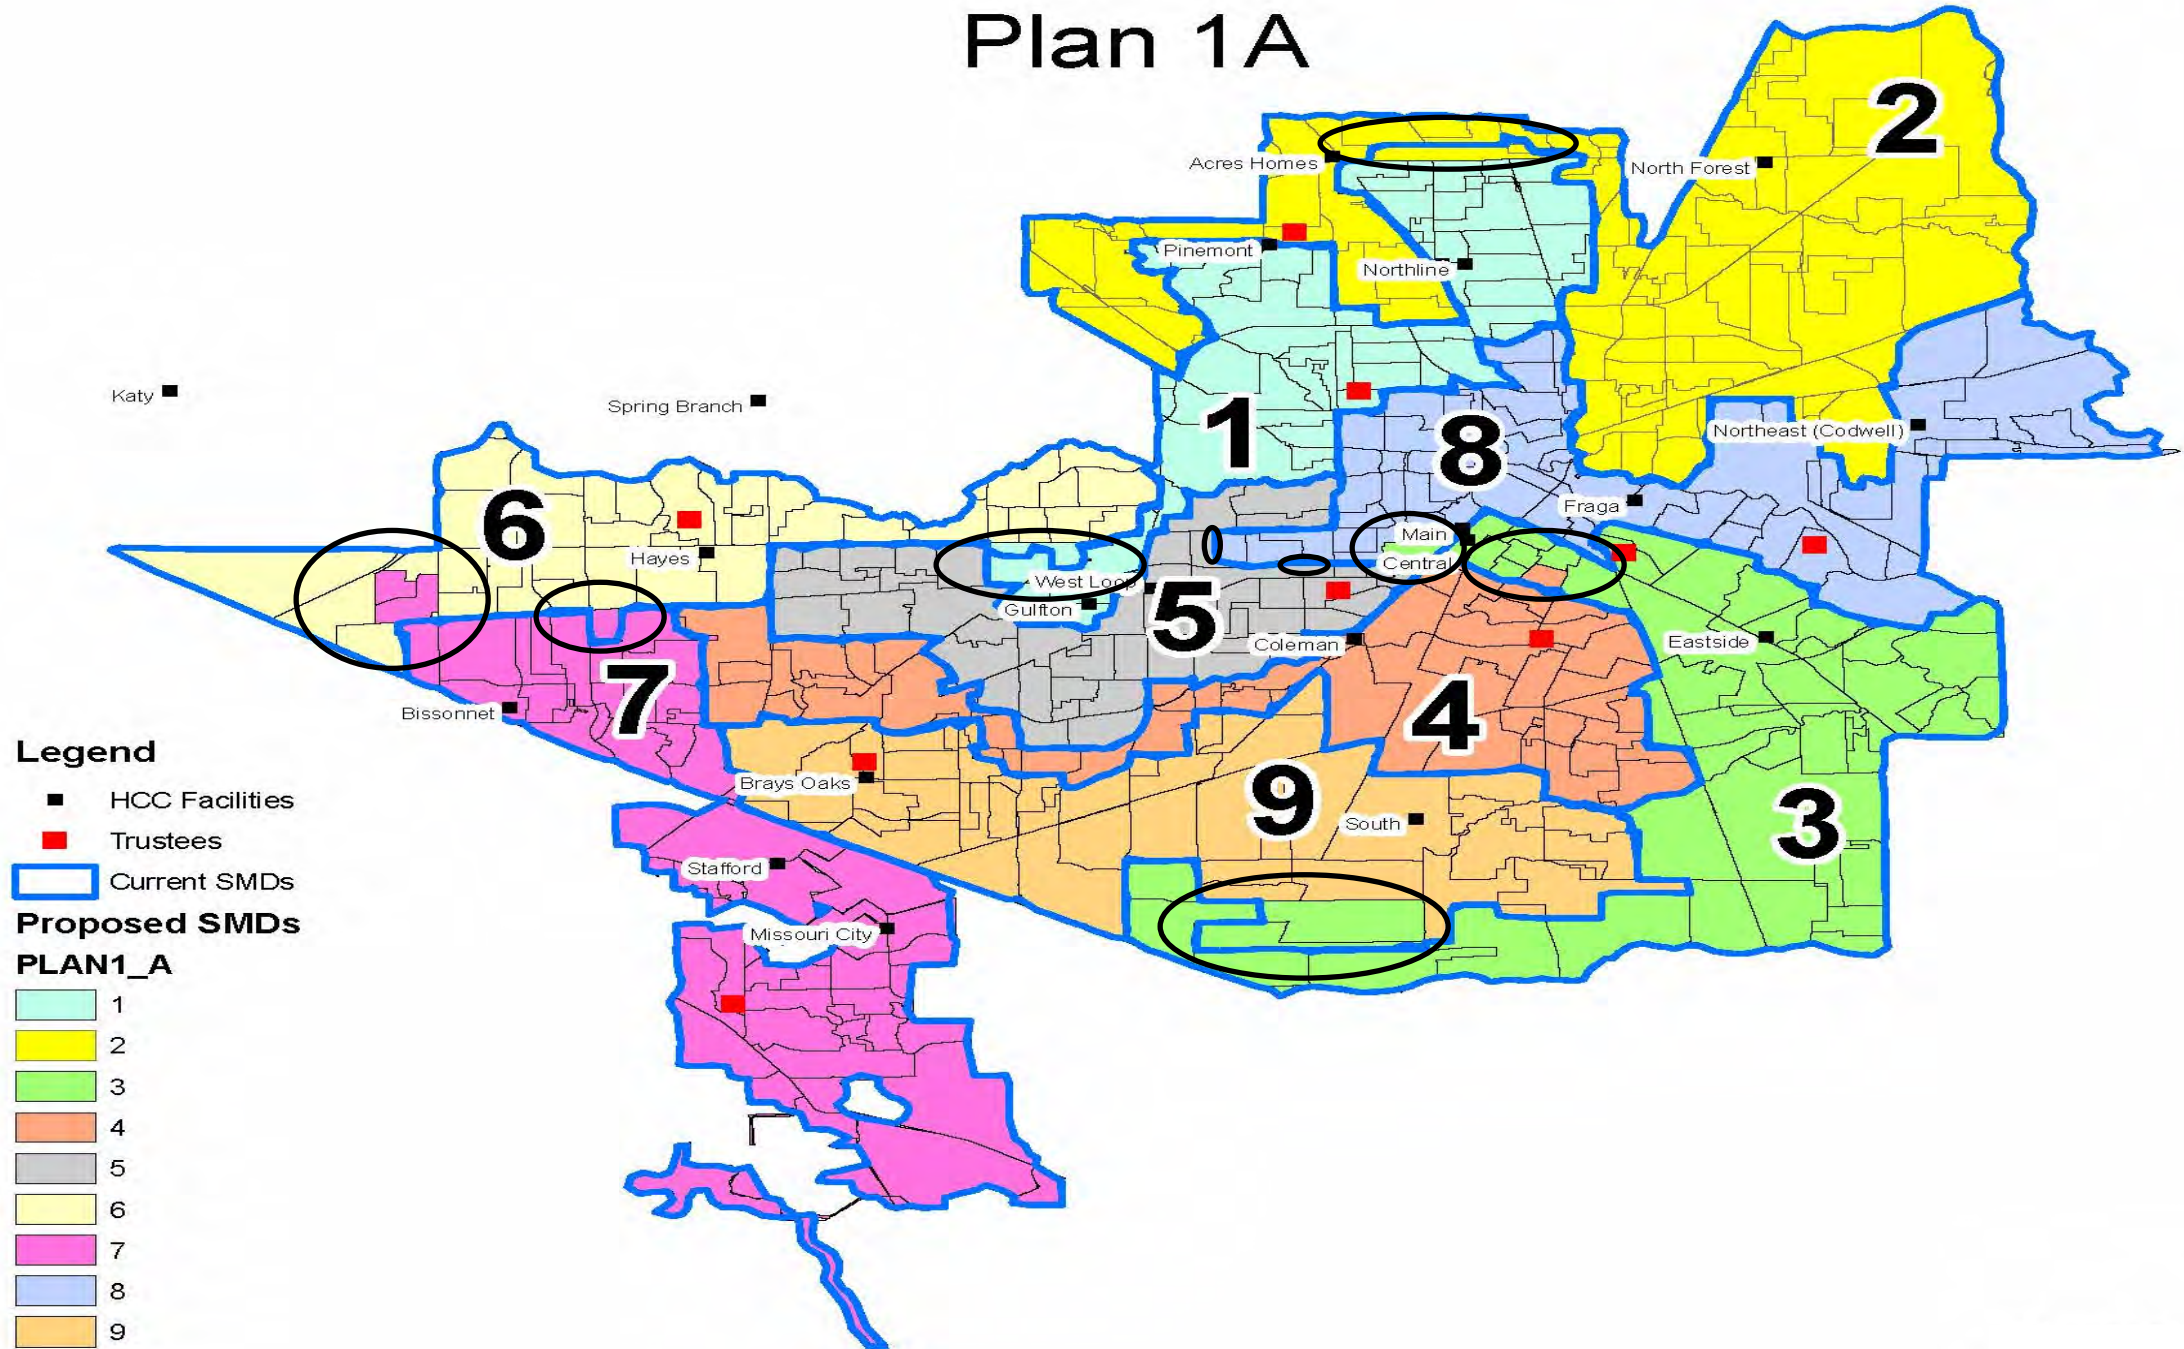 Plan 1A
2
Acres Homes
North Forest
Pinemont
Northline
Katy
Spring Branch
1
8
Northeast (Codwell)
6
Fraga
Main
Hayes
Central
West Loop
Gulfton
5
Coleman
Eastside
7
4
Bissonnet
Brays Oaks
9
South
3
Stafford
Missouri City
Legend
HCC Facilities
Trustees
Current SMDs
Proposed SMDs
PLAN1_A
1
2
3
4
5
6
7
8
9